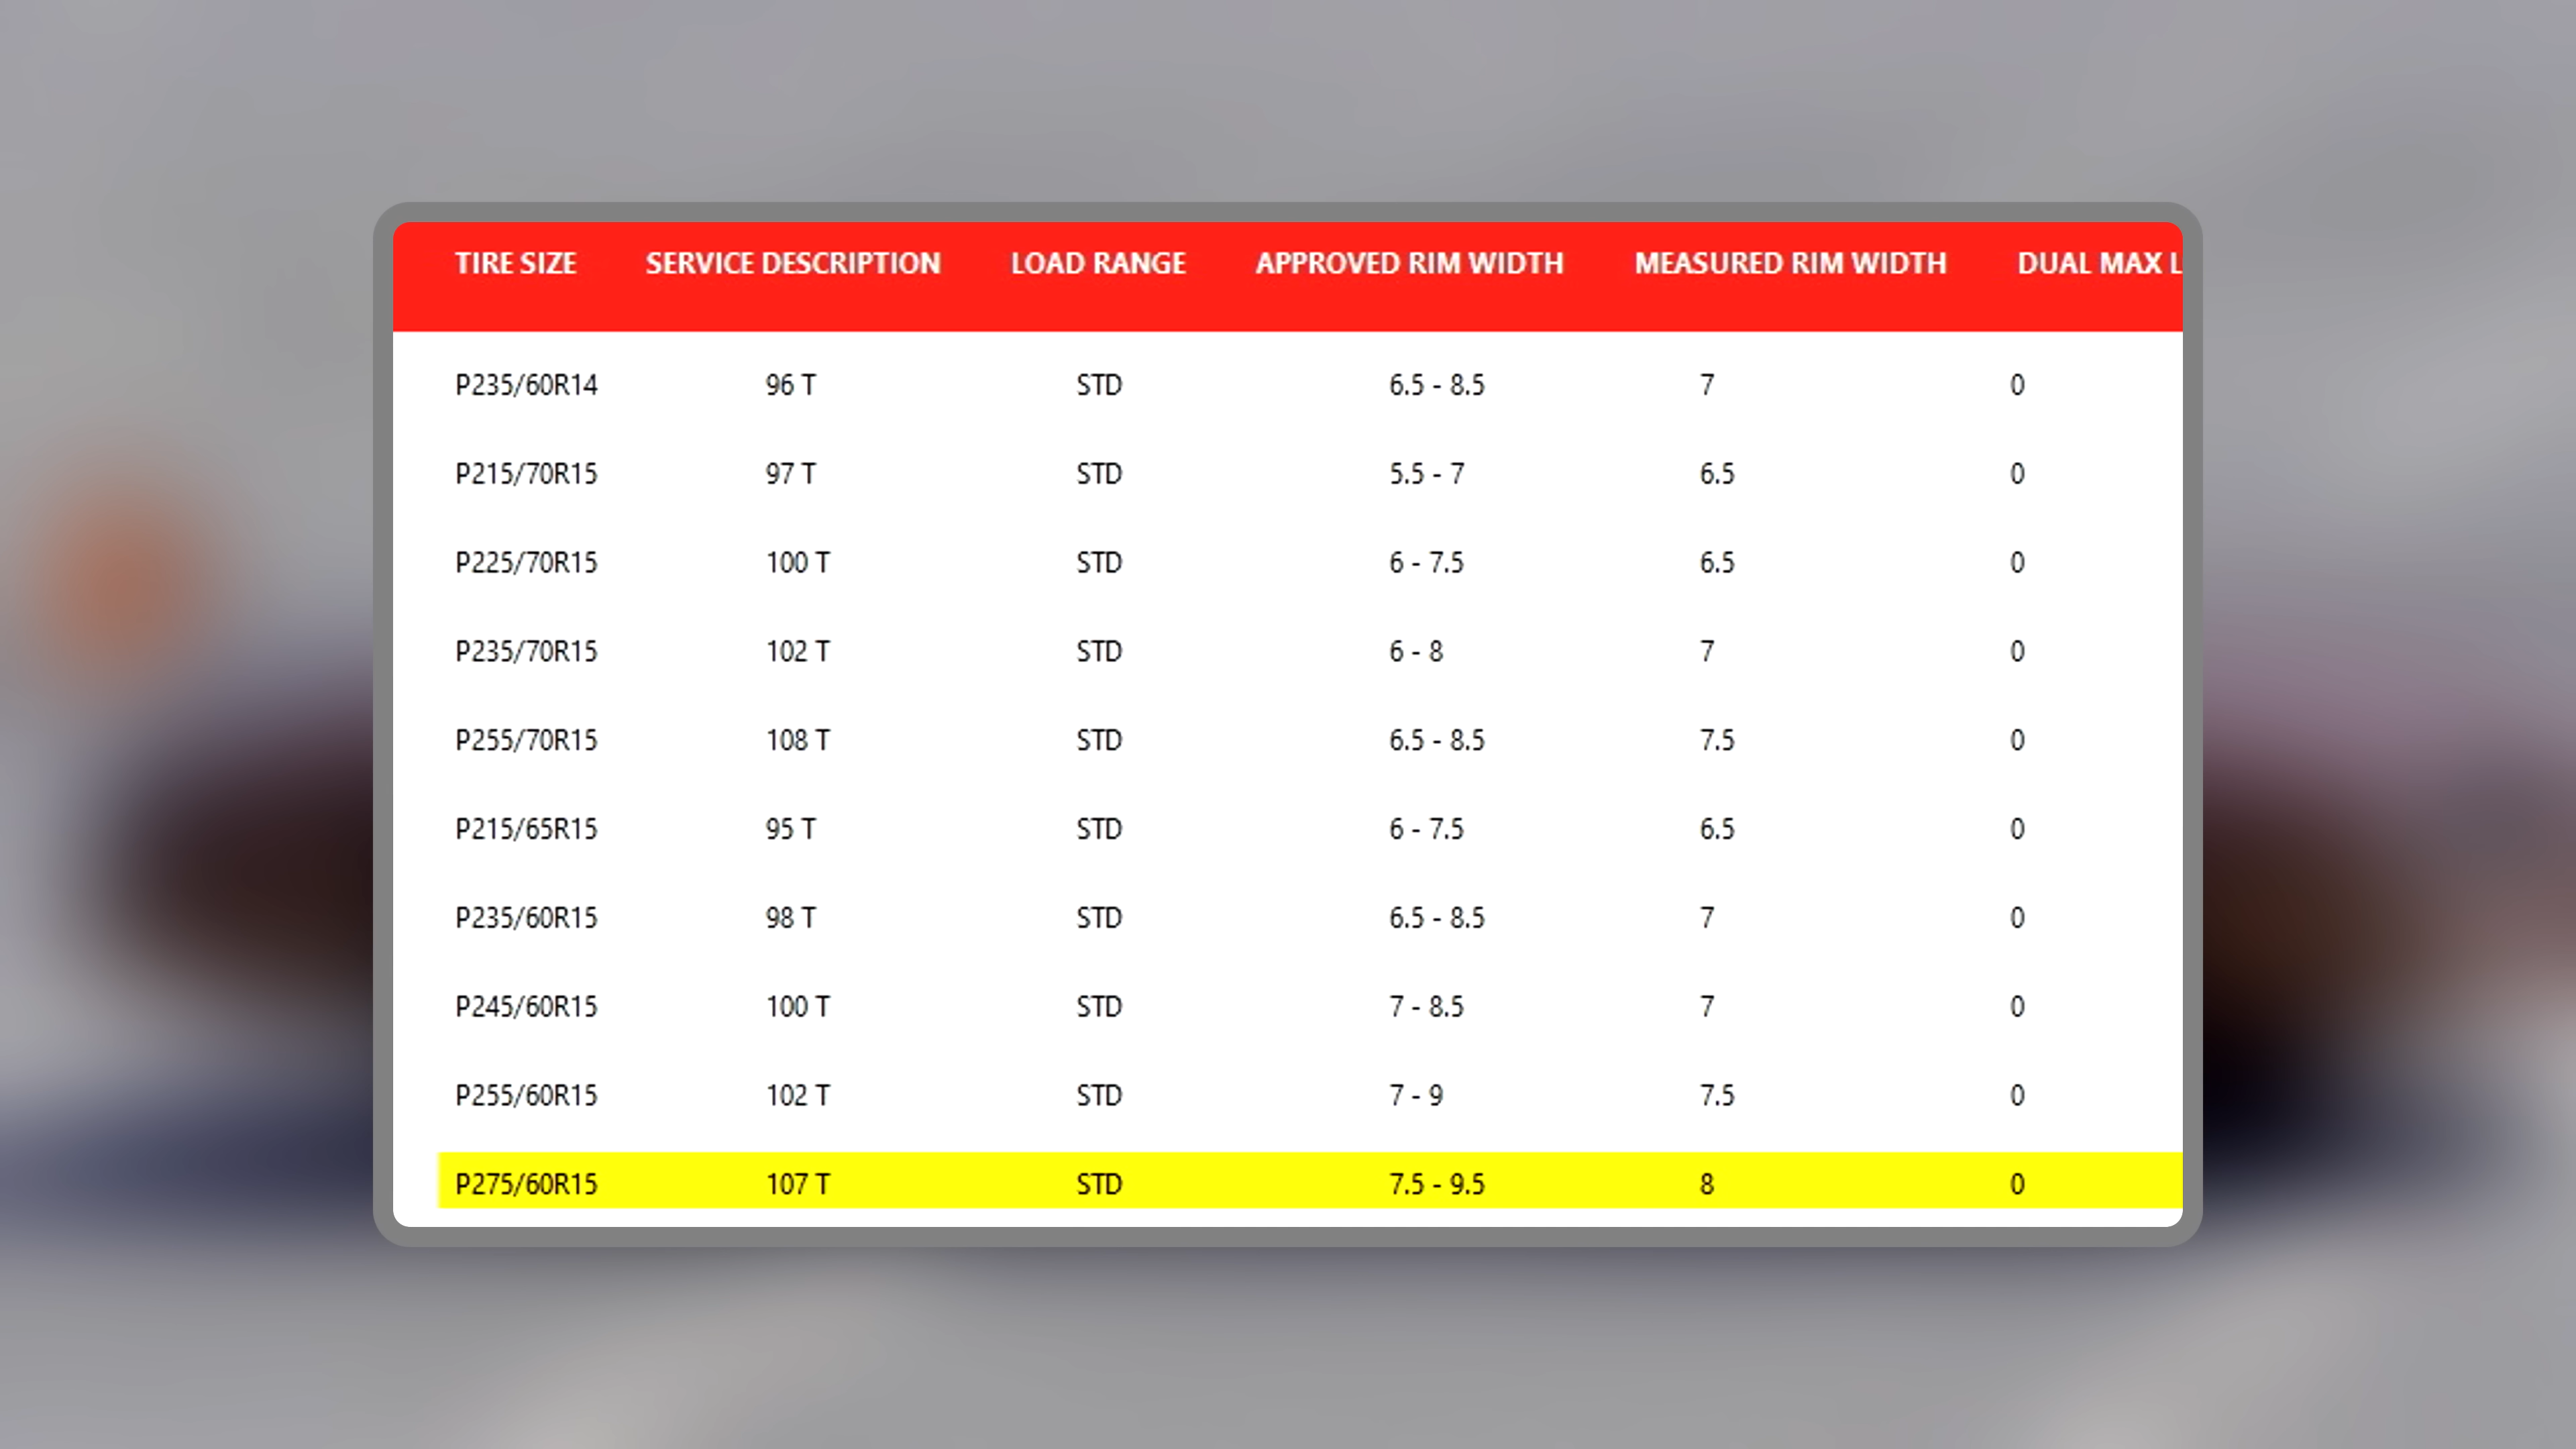 TIRE SIZE SERVICE DESCRIPTION LOAD RANGE APPROVED RIM WIDTH MEASURED RIM WIDTH DUAL MAX L
P235/60R14 96 T STD 6.5 - 8.5 7 0
P215/70R15 97 T STD 5.5 - 7 6.5 0
P225/70R15 100 T STD 6 - 7.5 6.5 0
P235/70R15 102 T STD 6 - 8 7 0
P255/70R15 108 T STD 6.5 - 8.5 7.5 0
P215/65R15 95 T STD 6 - 7.5 6.5 0
P235/60R15 98 T STD 6.5 - 8.5 7 0
P245/60R15 100 T STD 7 - 8.5 7 0
P255/60R15 102 T STD 7 - 9 7.5 0
P275/60R15 107 T STD 7.5 - 9.5 8 0